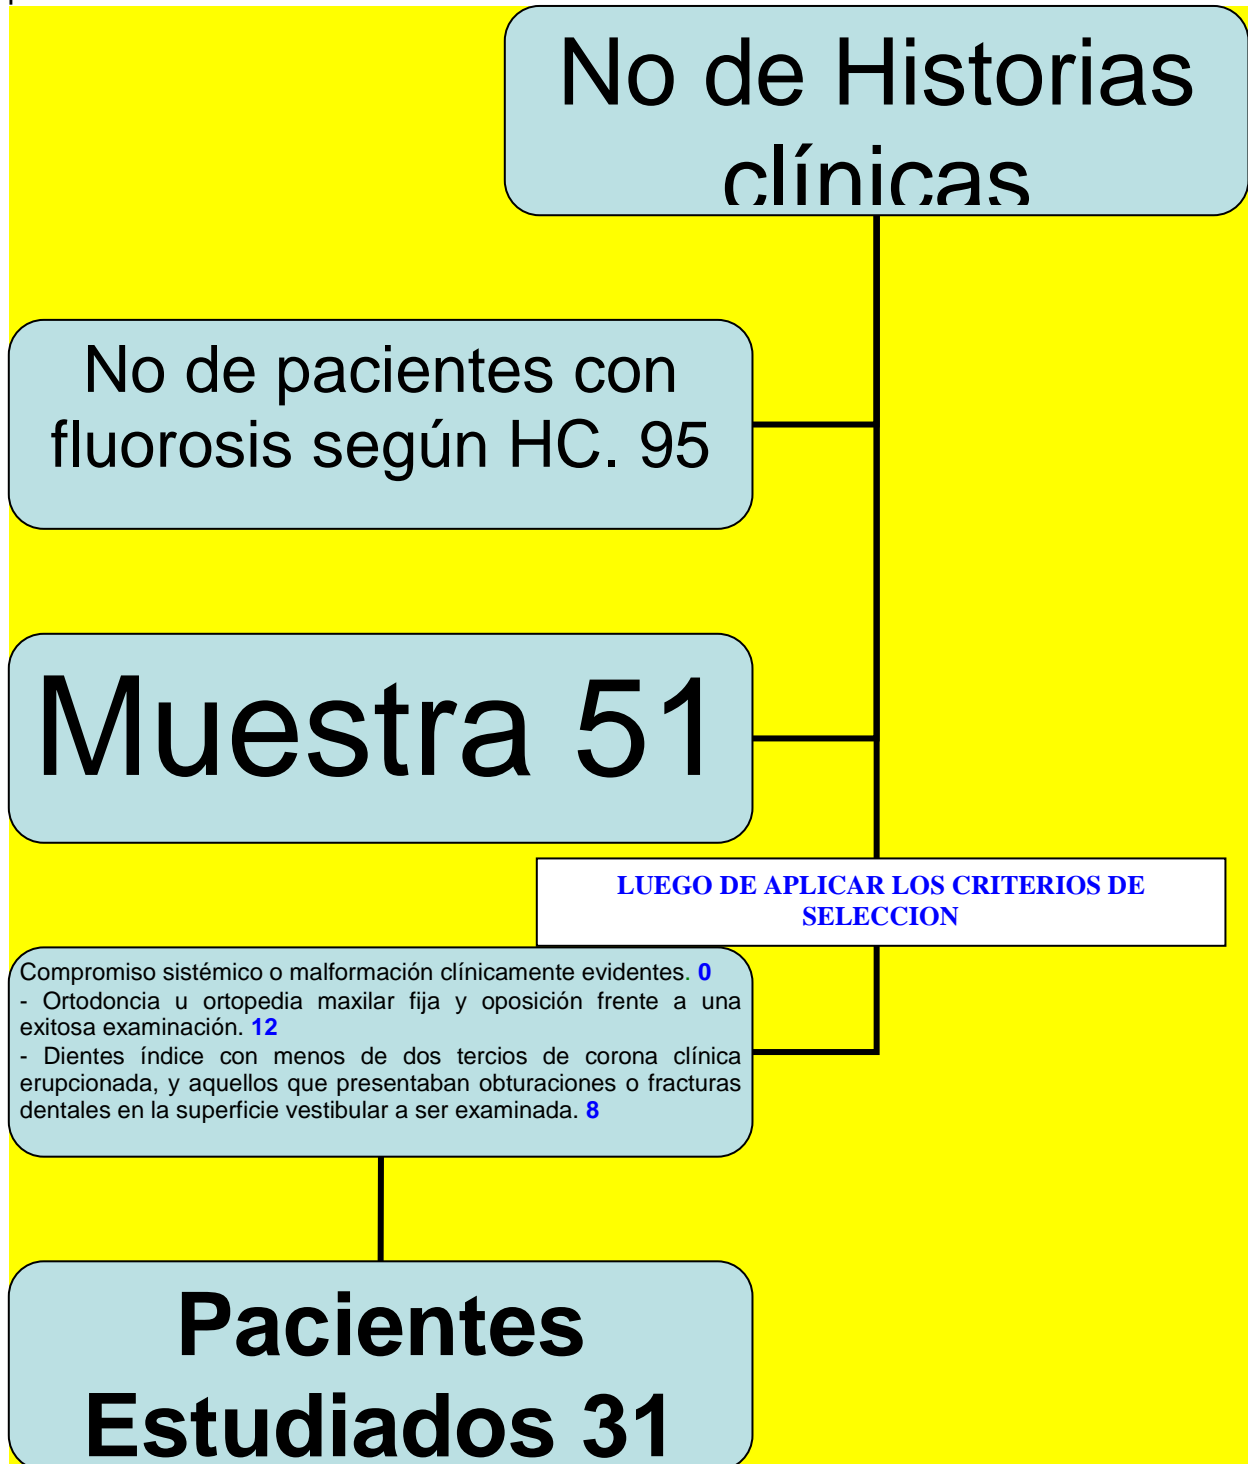 No de Historias
clínicas
No de pacientes con
fluorosis según HC. 95
Muestra 51
LUEGO DE APLICAR LOS CRITERIOS DE
SELECCION
Compromiso sistémico o malformación clínicamente evidentes. 0
- Ortodoncia u ortopedia maxilar fija y oposición frente a una
exitosa examinación. 12
- Dientes índice con menos de dos tercios de corona clínica
erupcionada, y aquellos que presentaban obturaciones o fracturas
dentales en la superficie vestibular a ser examinada. 8
Pacientes
Estudiados 31